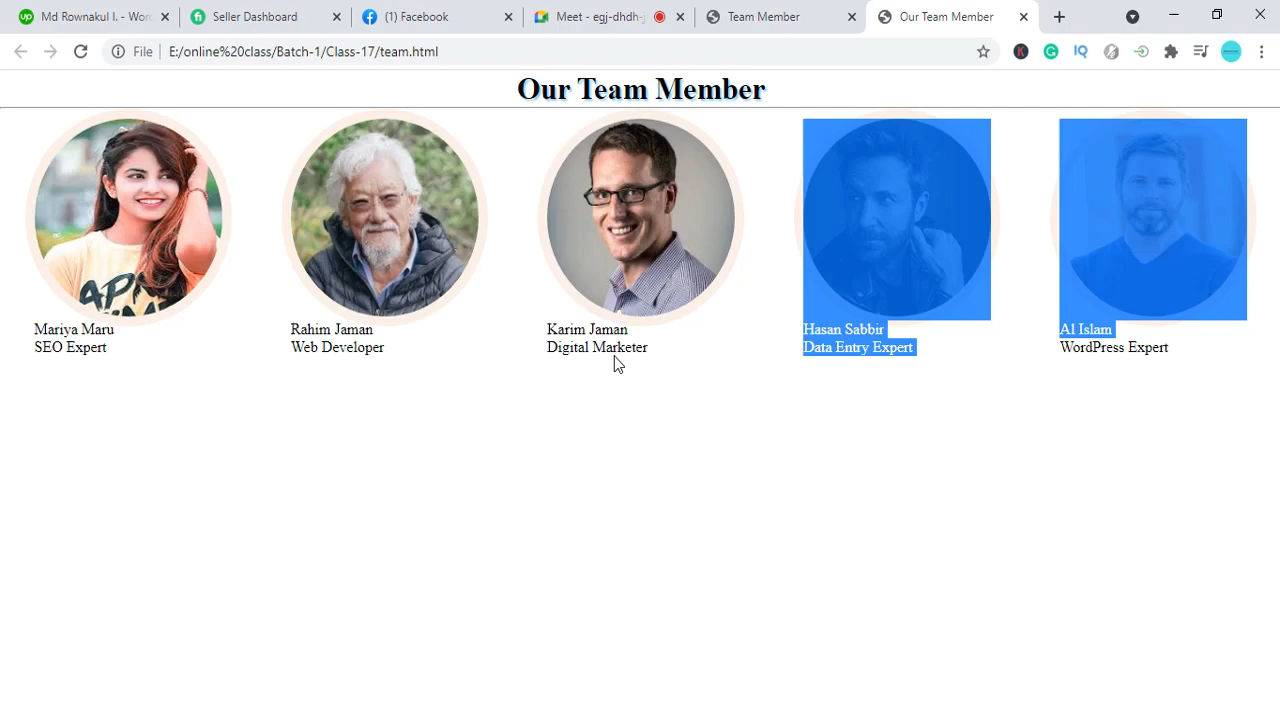 Md Rownakul I. - Wor
Seller Dashboard
(1) Facebook
Meet - egj-dhdh-j
Team Member
Our Team Member
File
E:/online%20class/Batch-1/Class-17/team.html
K
IQ
Our Team Member
APN
Mariya Maru
SEO Expert
Rahim Jaman
Web Developer
Karim Jaman
Digital Marketer
Hasan Sabbir
Data Entry Expert
Al Islam
WordPress Expert